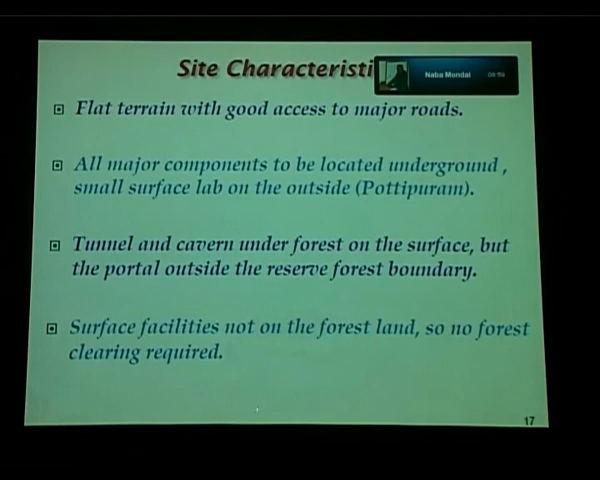 Site Characteristi
Naba Mondal
Flat terrain with good access to major roads.
All major components to be located underground ,
small surface lab on the outside (Pottipuram).
Tunnel and cavern under forest on the surface, but
the portal outside the reserve forest boundary.
Surface facilities not on the forest land, so no forest
clearing required.
17